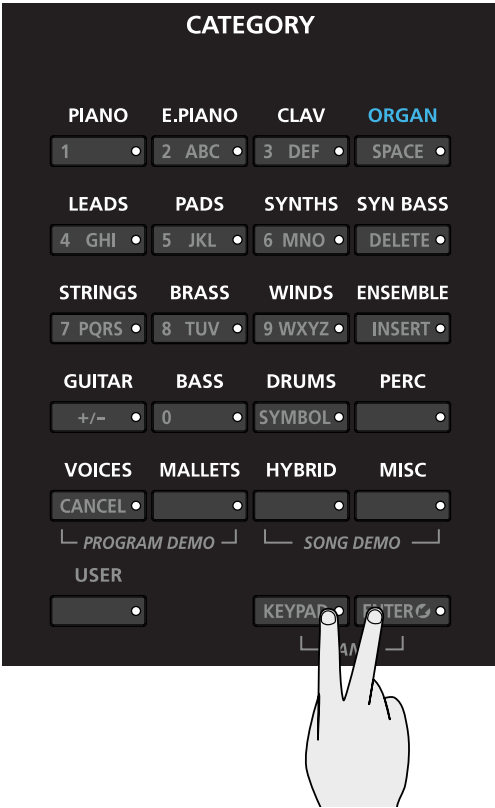 CATEGORY
PIANO E.PIANO CLAV ORGAN
1 2 ABC 3 DEF SPACE
LEADS PADS SYNTHS SYN BASS
4 GHI 5 JKL 6 MNO DELETE
STRINGS BRASS WINDS ENSEMBLE
7 PQRS 8 TUV 9 WXYZ INSERT
GUITAR BASS DRUMS PERC
+/- 0 SYMBOL
VOICES MALLETS HYBRID MISC
CANCEL
PROGRAM DEMO SONG DEMO
USER
KEYPAD ENTER